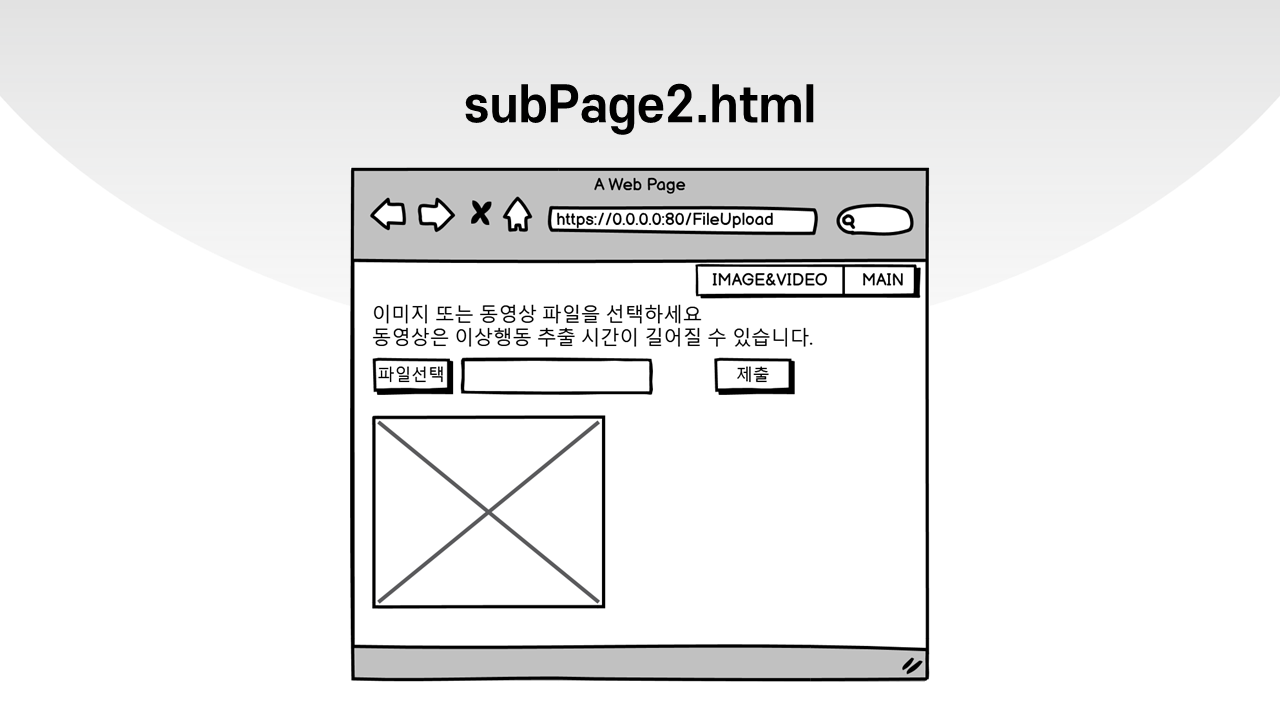 subPage2.html
A Web Page
https://0.0.0.0:80/FileUpload
IMAGE&VIDEO MAIN
이미지 또는 동영상 파일을 선택하세요
동영상은 이상행동 추출 시간이 길어질 수 있습니다.
파일선택 제출